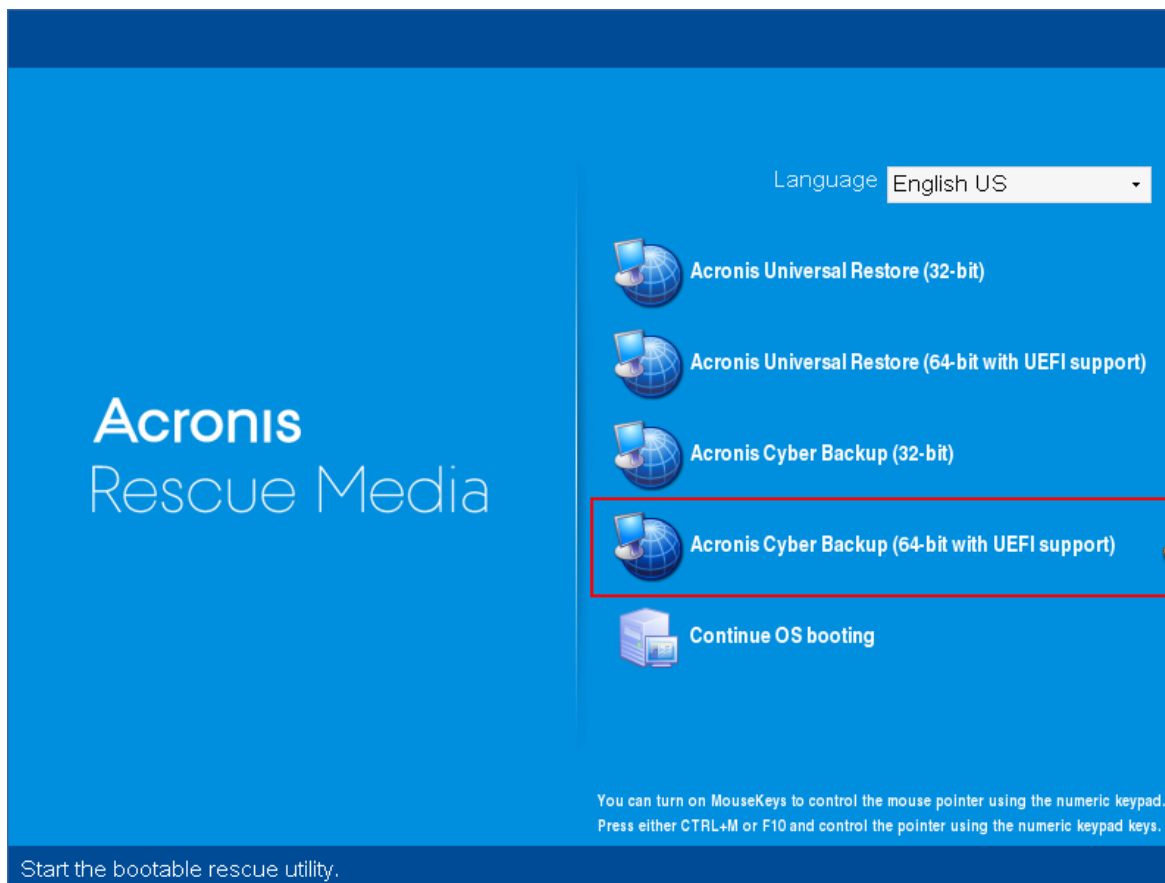 Language English US
Acronis Universal Restore (32-bit)
Acronis Universal Restore (64-bit with UEFI support)
Acronis
Rescue Media
Acronis Cyber Backup (32-bit)
Acronis Cyber Backup (64-bit with UEFI support)
Continue OS booting
You can turn on MouseKeys to control the mouse pointer using the numeric keypad.
Press either CTRL+M or F10 and control the pointer using the numeric keypad keys.
Start the bootable rescue utility.